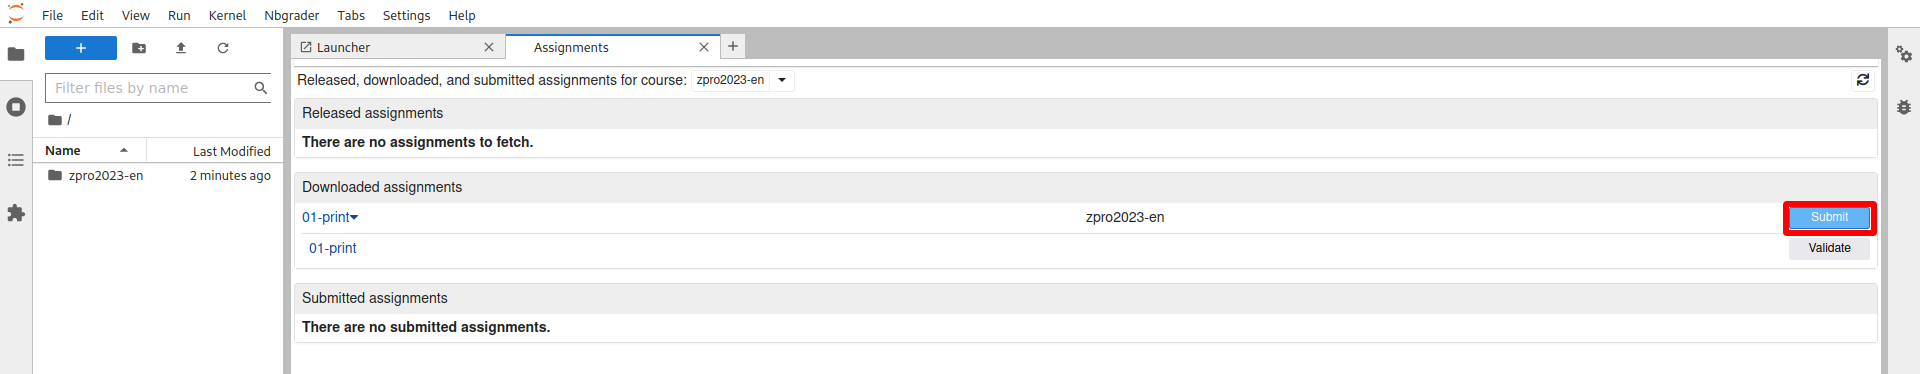 File Edit View Run Kernel Nbgrader Tabs Settings Help
+
Filter files by name
/
Name Last Modified
zpro2023-en 2 minutes ago
Launcher Assignments +
Released, downloaded, and submitted assignments for course: zpro2023-en
Released assignments
There are no assignments to fetch.
Downloaded assignments
01-print zpro2023-en Submit
01-print Validate
Submitted assignments
There are no submitted assignments.